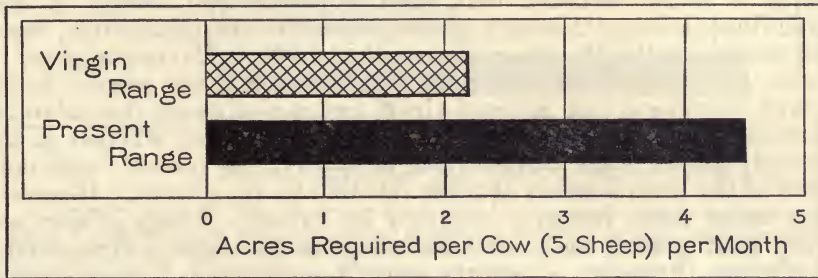 Virgin
Range
Present
Range
0 1 2 3 4 5
Acres Required per Cow (5 Sheep) per Month